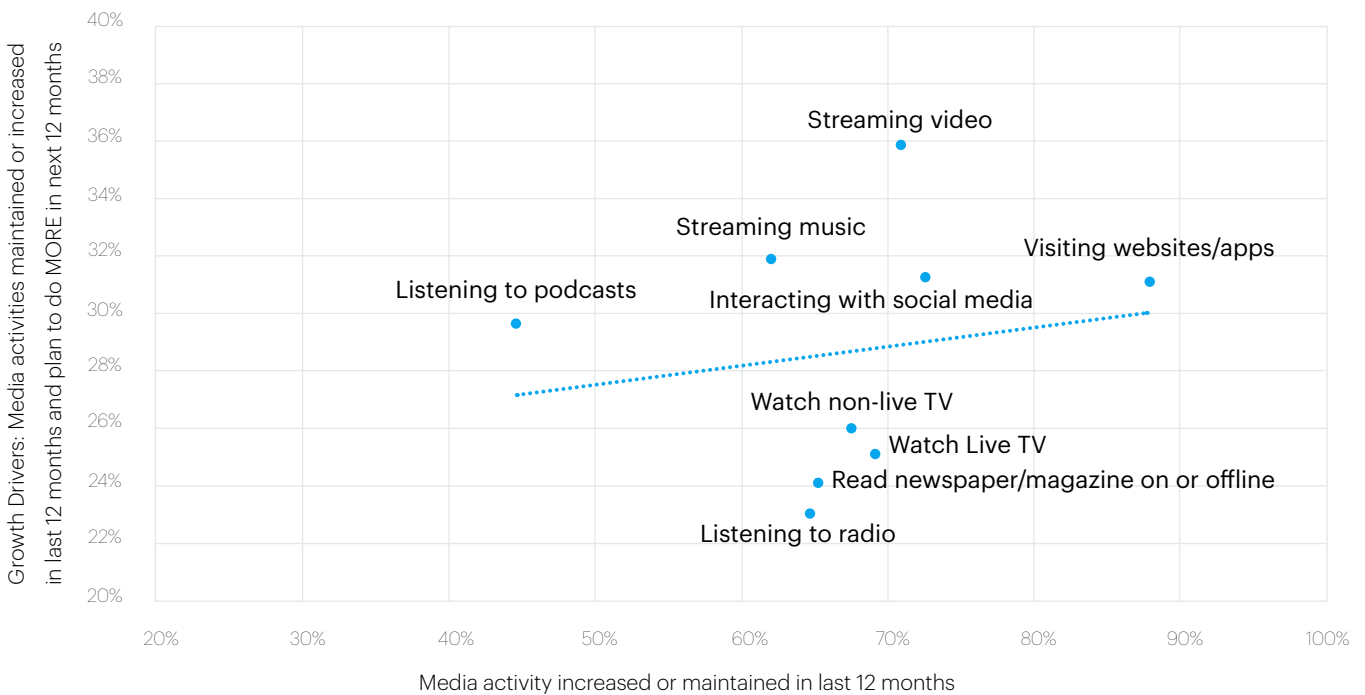 Growth Drivers: Media activities maintained or increased
in last 12 months and plan to do MORE in next 12 months
40%
38%
36%
34%
32%
30%
28%
26%
24%
22%
20%
Streaming video
Streaming music
Visiting websites/apps
Listening to podcasts
Interacting with social media
Watch non-live TV
Watch Live TV
Read newspaper/magazine on or offline
Listening to radio
20% 30% 40% 50% 60% 70% 80% 90% 100%
Media activity increased or maintained in last 12 months